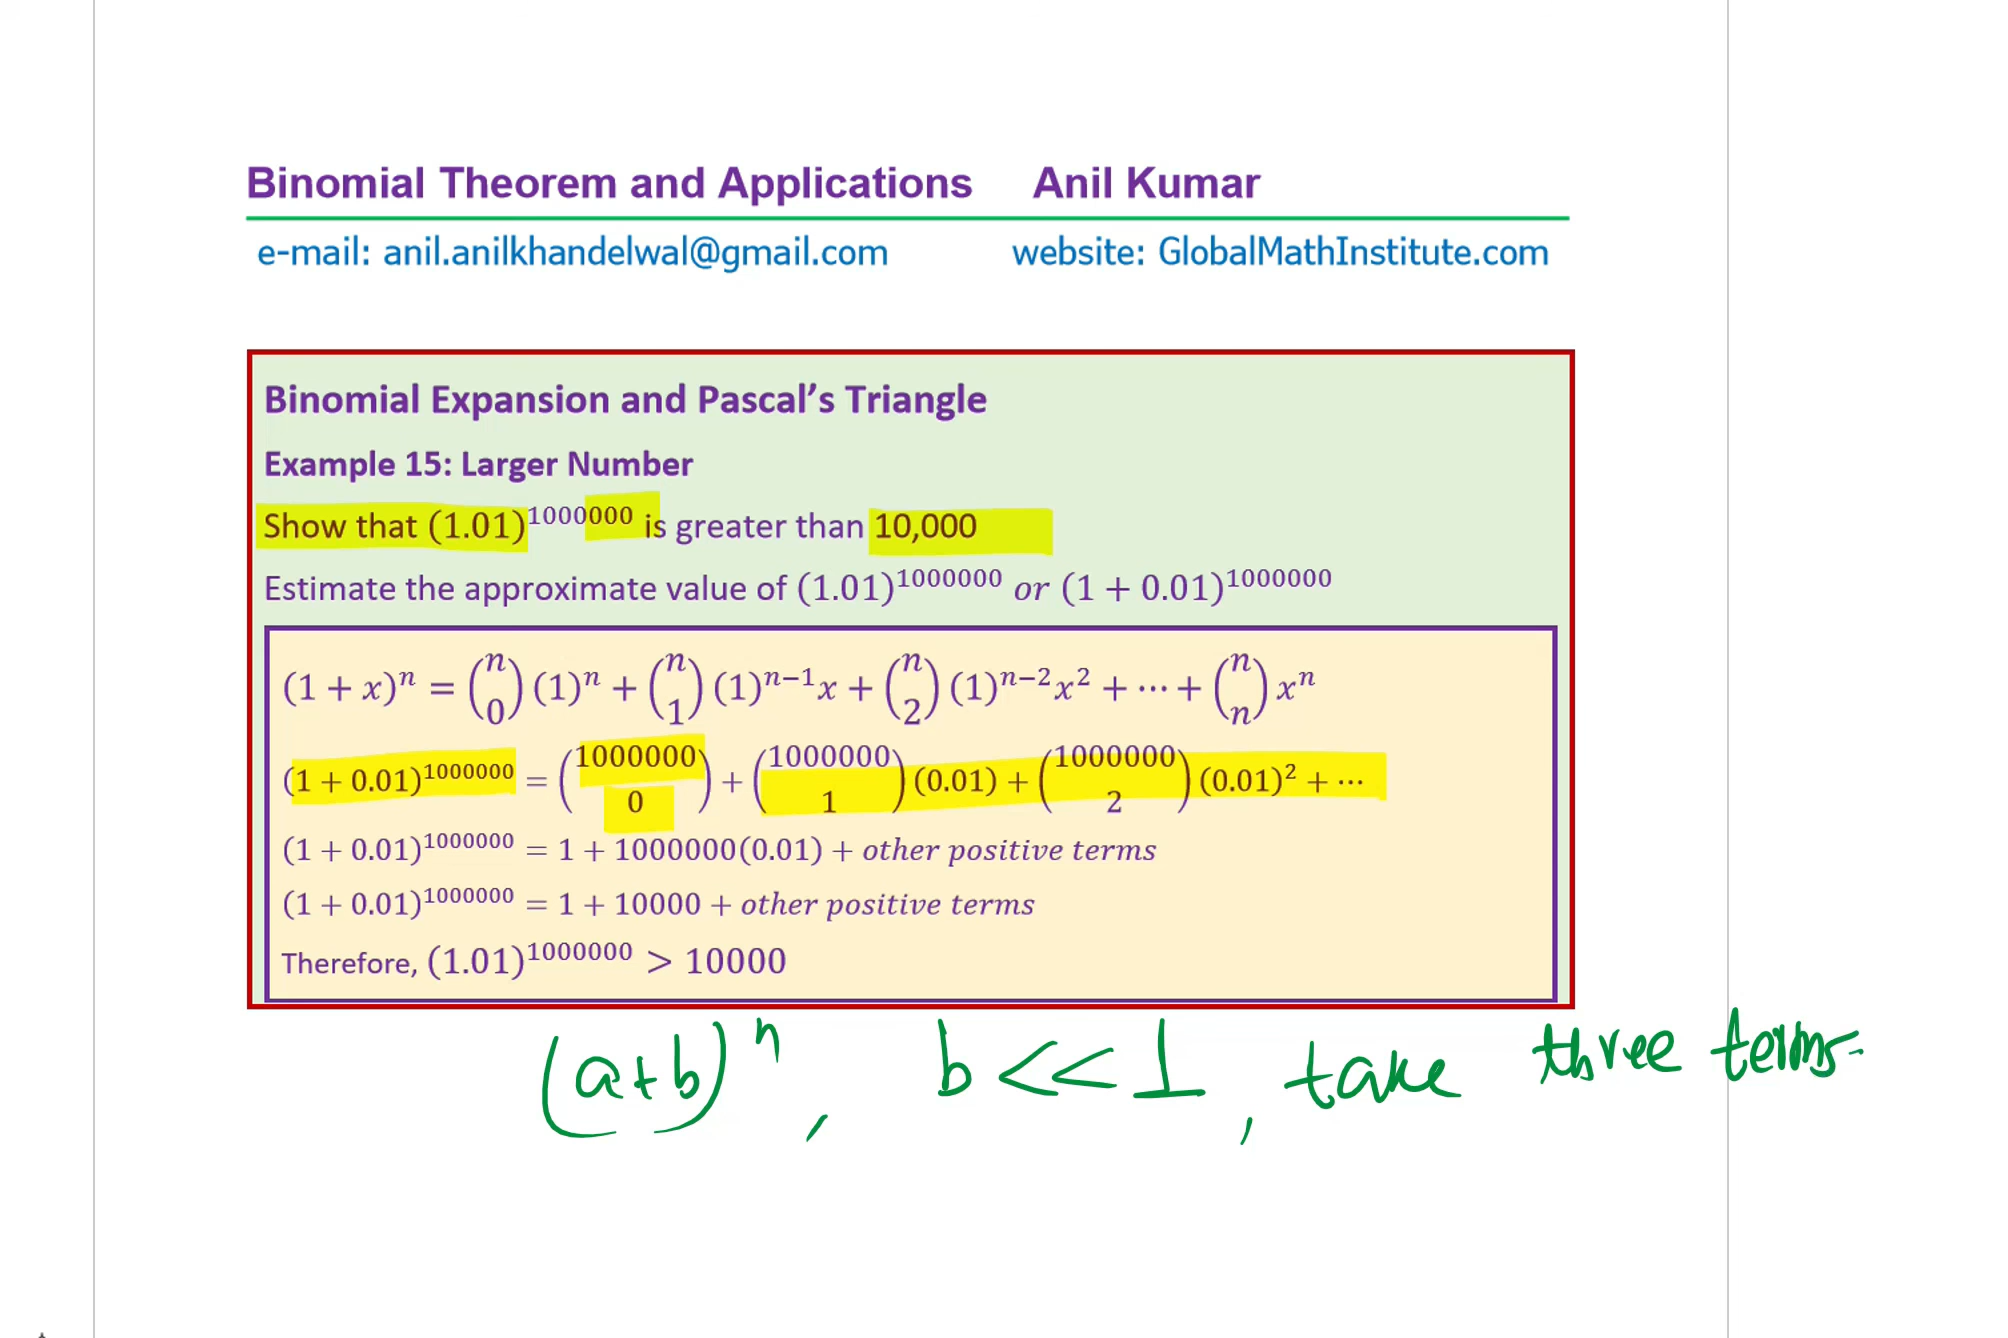 Binomial Theorem and Applications Anil Kumar
e-mail: anil.anilkhandelwal@gmail.com website: GlobalMathInstitute.com
Binomial Expansion and Pascal's Triangle
Example 15: Larger Number
Show that (1.01)^1000000 is greater than 10,000
Estimate the approximate value of (1.01)^1000000 or (1 + 0.01)^1000000
(1 + x)^n = (n 0)(1)^n + (n 1)(1)^n−1 x + (n 2)(1)^n−2 x^2 + ⋯ + (n n) x^n
(1 + 0.01)^1000000 = (1000000 0) + (1000000 1)(0.01) + (1000000 2)(0.01)^2 + ⋯
(1 + 0.01)^1000000 = 1 + 1000000(0.01) + other positive terms
(1 + 0.01)^1000000 = 1 + 10000 + other positive terms
Therefore, (1.01)^1000000 > 10000
(a+b)^n, b<<1, take three terms.